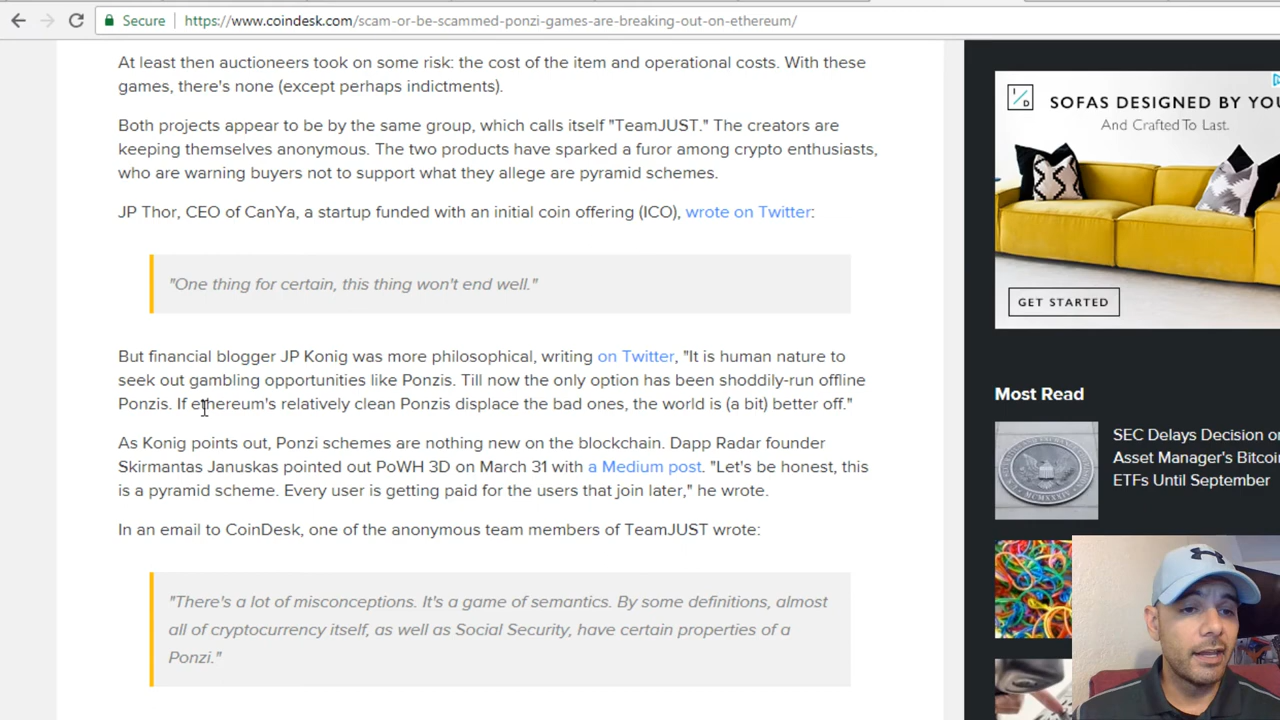 Secure
https://www.coindesk.com/scam-or-be-scammed-ponzi-games-are-breaking-out-on-ethereum/
At least then auctioneers took on some risk: the cost of the item and operational costs. With these
games, there's none (except perhaps indictments).
Both projects appear to be by the same group, which calls itself "TeamJUST." The creators are
keeping themselves anonymous. The two products have sparked a furor among crypto enthusiasts,
who are warning buyers not to support what they allege are pyramid schemes.
JP Thor, CEO of CanYa, a startup funded with an initial coin offering (ICO), wrote on Twitter:
"One thing for certain, this thing won't end well."
But financial blogger JP Konig was more philosophical, writing on Twitter, "It is human nature to
seek out gambling opportunities like Ponzis. Till now the only option has been shoddily-run offline
Ponzis. If ethereum's relatively clean Ponzis displace the bad ones, the world is (a bit) better off."
As Konig points out, Ponzi schemes are nothing new on the blockchain. Dapp Radar founder
Skirmantas Januskas pointed out PoWH 3D on March 31 with a Medium post. "Let's be honest, this
is a pyramid scheme. Every user is getting paid for the users that join later," he wrote.
In an email to CoinDesk, one of the anonymous team members of TeamJUST wrote:
"There's a lot of misconceptions. It's a game of semantics. By some definitions, almost
all of cryptocurrency itself, as well as Social Security, have certain properties of a
Ponzi."
I/D
SOFAS DESIGNED BY YOU
And Crafted To Last.
GET STARTED
Most Read
SEC Delays Decision on
Asset Manager's Bitcoi
ETFs Until September